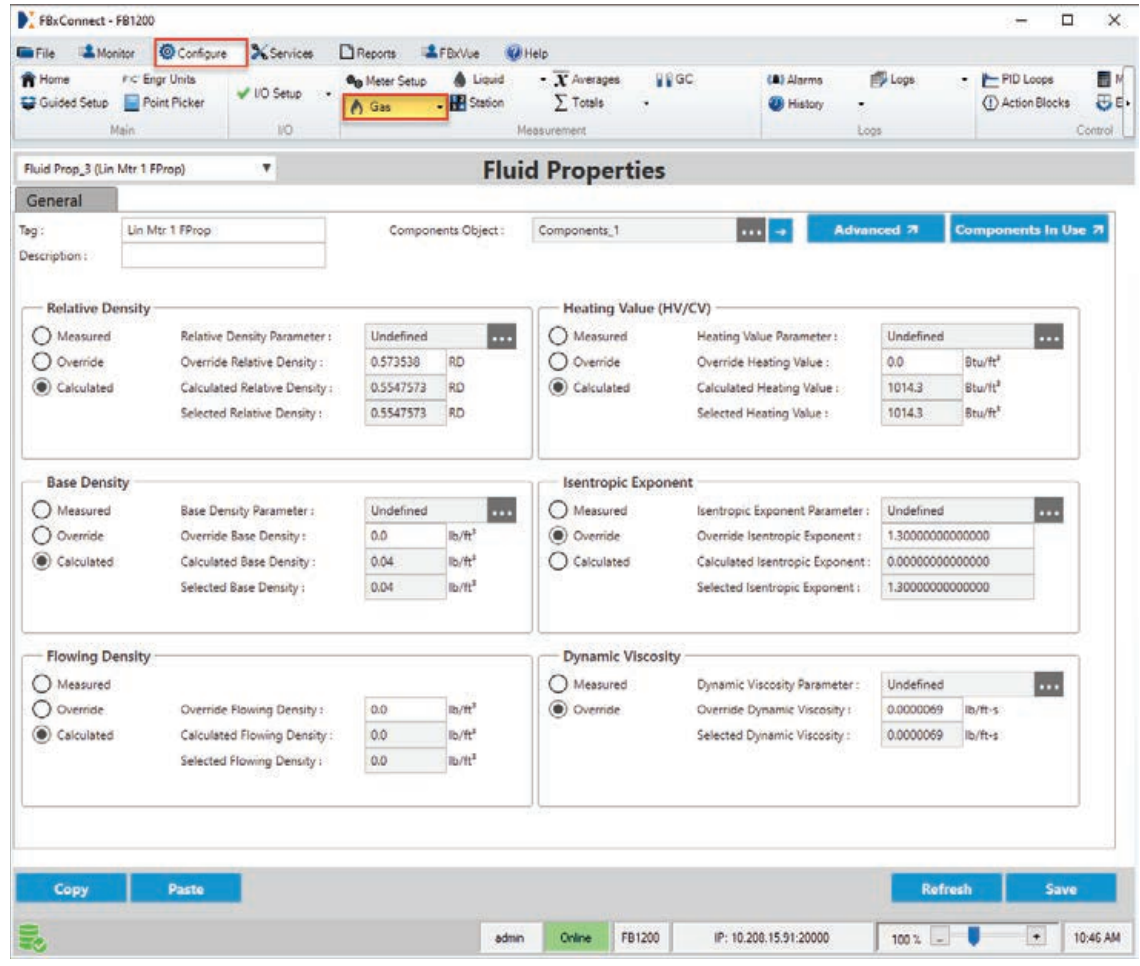 FBxConnect - FB1200
File Monitor Configure Services Reports FBxVue Help
Home Engr Units I/O Setup Meter Setup Liquid Averages GC Alarms Logs PID Loops
Guided Setup Point Picker Gas Station Totals History Action Blocks
Main I/O Measurement Logs Control
Fluid Prop_3 (Lin Mtr 1 FProp) Fluid Properties
General
Tag : Lin Mtr 1 FProp Components Object : Components_1 ... Advanced Components In Use
Description :
Relative Density
Measured Relative Density Parameter : Undefined ...
Override Override Relative Density : 0.573538 RD
Calculated Calculated Relative Density : 0.5547573 RD
Selected Relative Density : 0.5547573 RD
Heating Value (HV/CV)
Measured Heating Value Parameter : Undefined ...
Override Override Heating Value : 0.0 Btu/ft³
Calculated Calculated Heating Value : 1014.3 Btu/ft³
Selected Heating Value : 1014.3 Btu/ft³
Base Density
Measured Base Density Parameter : Undefined ...
Override Override Base Density : 0.0 lb/ft³
Calculated Calculated Base Density : 0.04 lb/ft³
Selected Base Density : 0.04 lb/ft³
Isentropic Exponent
Measured Isentropic Exponent Parameter : Undefined ...
Override Override Isentropic Exponent : 1.30000000000000
Calculated Calculated Isentropic Exponent : 0.00000000000000
Selected Isentropic Exponent : 1.30000000000000
Flowing Density
Measured
Override Override Flowing Density : 0.0 lb/ft³
Calculated Calculated Flowing Density : 0.0 lb/ft³
Selected Flowing Density : 0.0 lb/ft³
Dynamic Viscosity
Measured Dynamic Viscosity Parameter : Undefined ...
Override Override Dynamic Viscosity : 0.0000069 lb/ft-s
Selected Dynamic Viscosity : 0.0000069 lb/ft-s
Copy Paste Refresh Save
admin Online FB1200 IP: 10.208.15.91:20000 100 % - + 10:46 AM